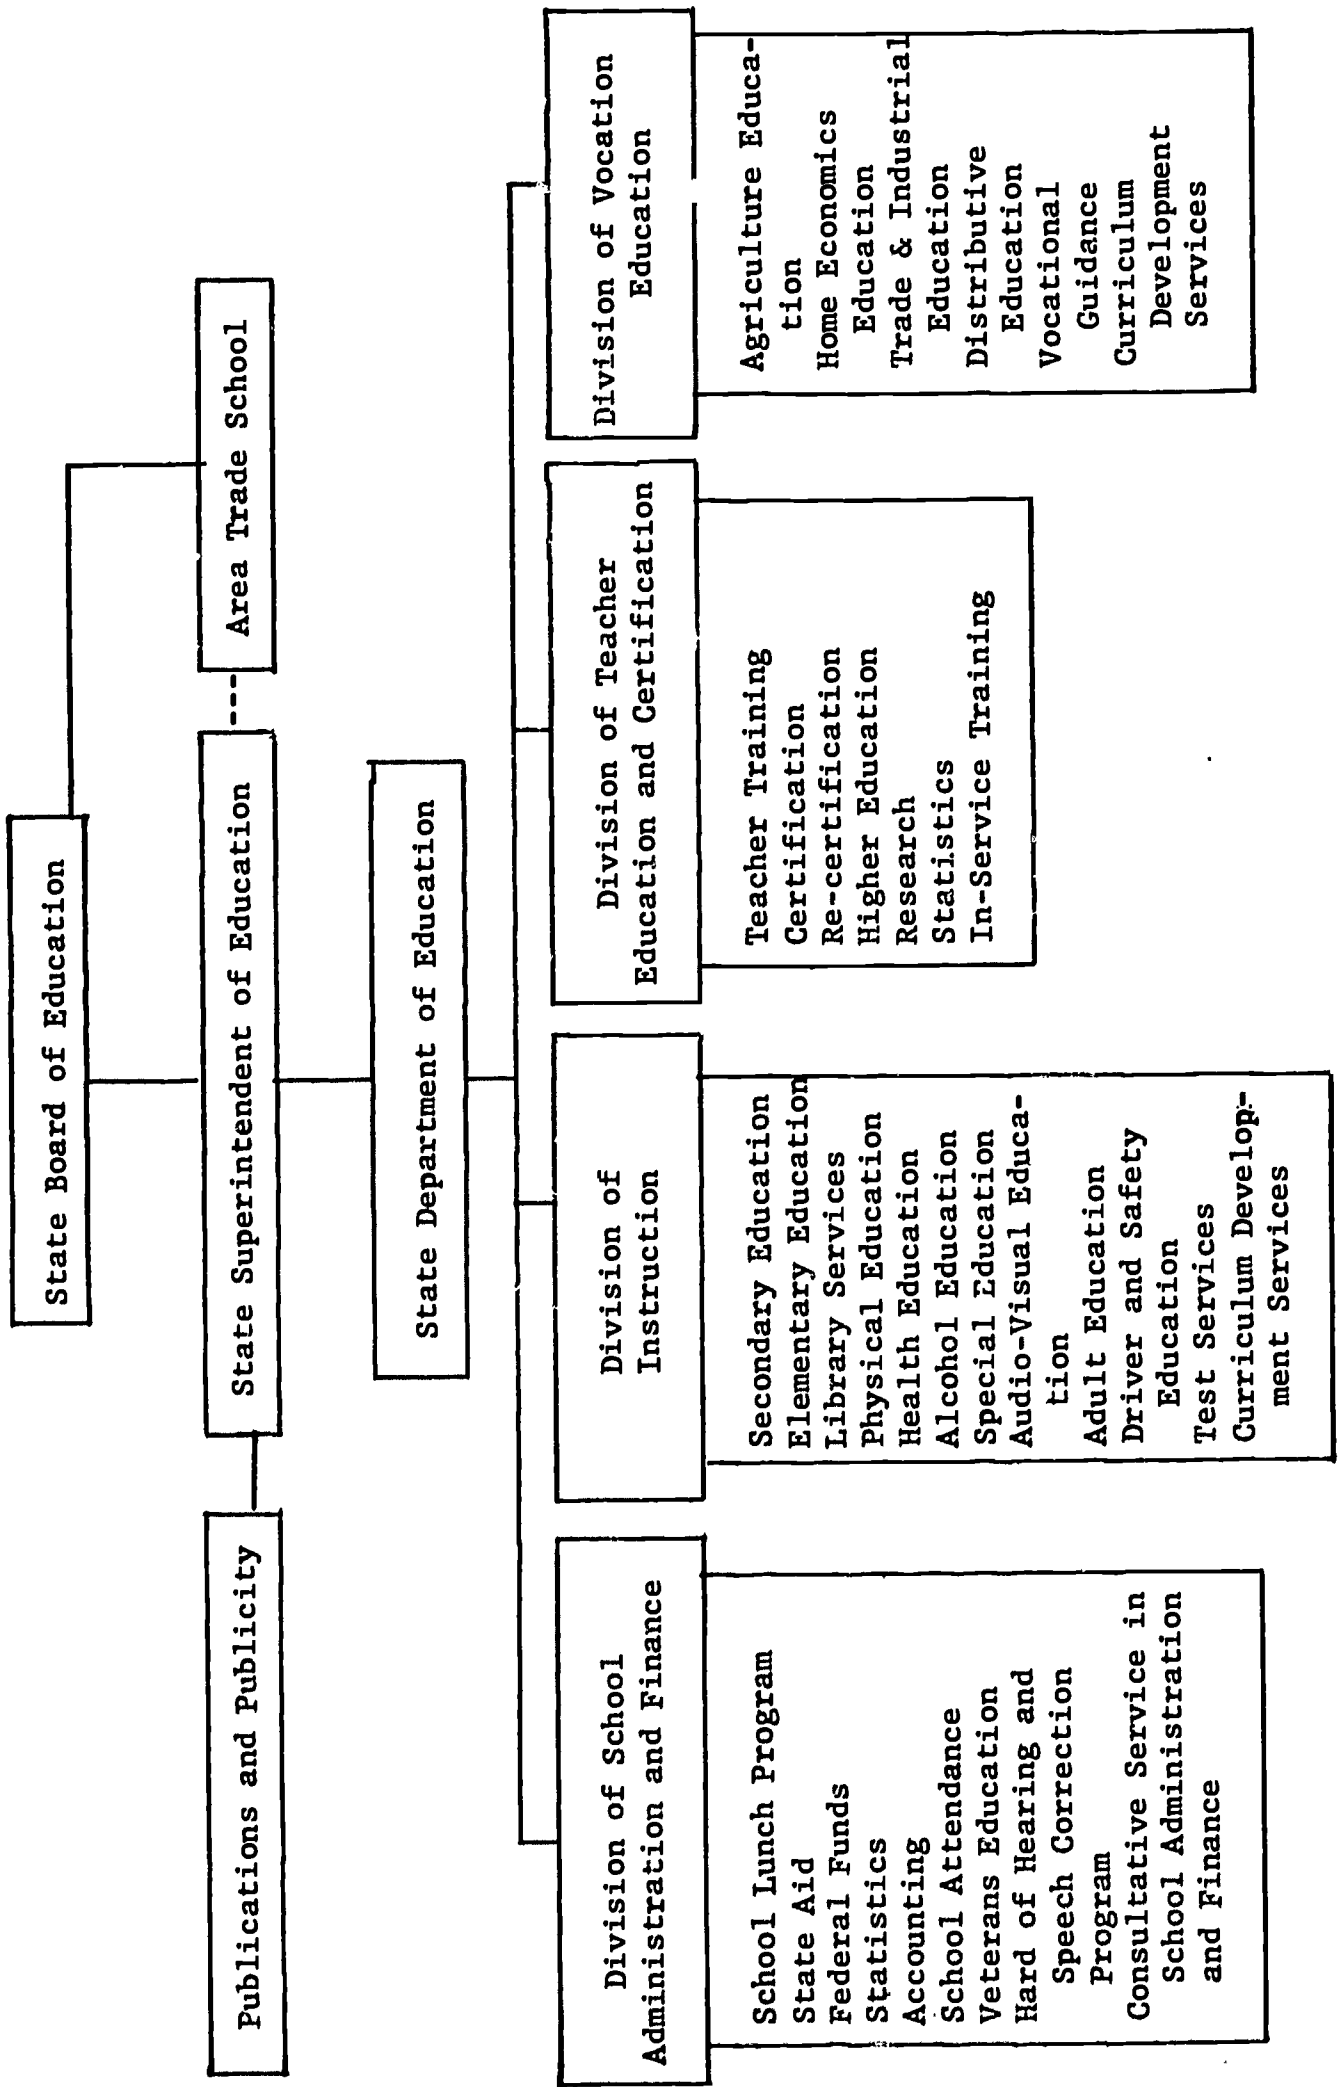 State Board of Education
Publications and Publicity
State Superintendent of Education
Area Trade School
State Department of Education
Division of School
Administration and Finance
School Lunch Program
State Aid
Federal Funds
Statistics
Accounting
School Attendance
Veterans Education
Hard of Hearing and
Speech Correction
Program
Consultative Service in
School Administration
and Finance
Division of
Instruction
Secondary Education
Elementary Education
Library Services
Physical Education
Health Education
Alcohol Education
Special Education
Audio-Visual Educa-
tion
Adult Education
Driver and Safety
Education
Test Services
Curriculum Develop-
ment Services
Division of Teacher
Education and Certification
Teacher Training
Certification
Re-certification
Higher Education
Research
Statistics
In-Service Training
Division of Vocation
Education
Agriculture Educa-
tion
Home Economics
Education
Trade & Industrial
Education
Distributive
Education
Vocational
Guidance
Curriculum
Development
Services